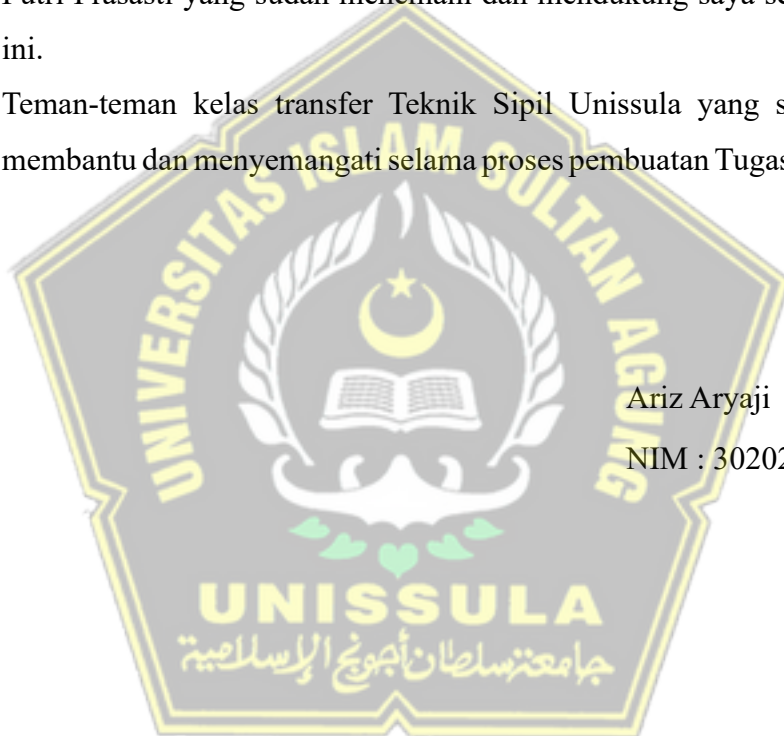 Putri Prasasti yang sudah menemani dan mendukung saya
ini.
Teman-teman kelas transfer Teknik Sipil Unissula yang
membantu dan menyemangati selama proses pembuatan Tugas
UNIVERSITAS ISLAM SULTAN AGUNG
Ariz Aryaji
NIM : 30202
UNISSULA
جامعة سلطان أجونج الإسلامية